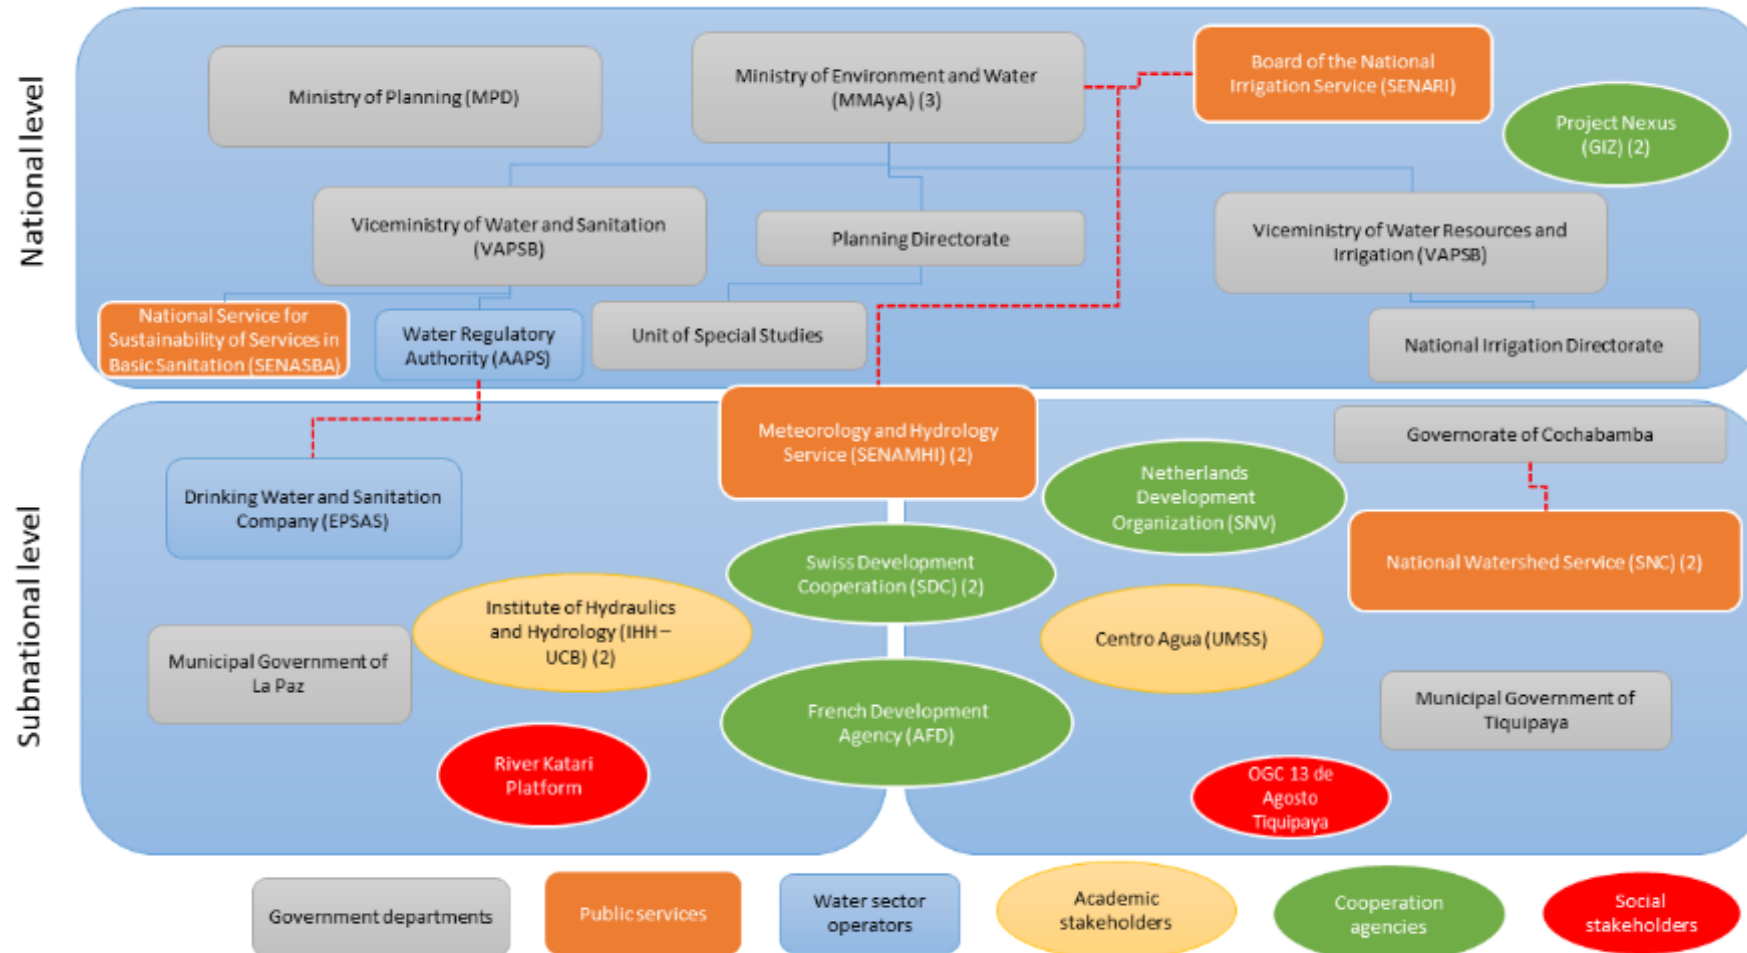 National level
Ministry of Planning (MPD)
Ministry of Environment and Water
(MMAyA) (3)
Board of the National
Irrigation Service (SENARI)
Project Nexus
(GIZ) (2)
Viceministry of Water and Sanitation
(VAPSB)
Planning Directorate
Viceministry of Water Resources and
Irrigation (VAPSB)
National Service for
Sustainability of Services in
Basic Sanitation (SENASBA)
Water Regulatory
Authority (AAPS)
Unit of Special Studies
National Irrigation Directorate
Subnational level
Meteorology and Hydrology
Service (SENAMHI) (2)
Governorate of Cochabamba
Drinking Water and Sanitation
Company (EPSAS)
Netherlands
Development
Organization (SNV)
Swiss Development
Cooperation (SDC) (2)
National Watershed Service (SNC) (2)
Institute of Hydraulics
and Hydrology (IHH –
UCB) (2)
Centro Agua (UMSS)
Municipal Government of
La Paz
French Development
Agency (AFD)
Municipal Government of
Tiquipaya
River Katari
Platform
OGC 13 de
Agosto
Tiquipaya
Government departments
Public services
Water sector
operators
Academic
stakeholders
Cooperation
agencies
Social
stakeholders